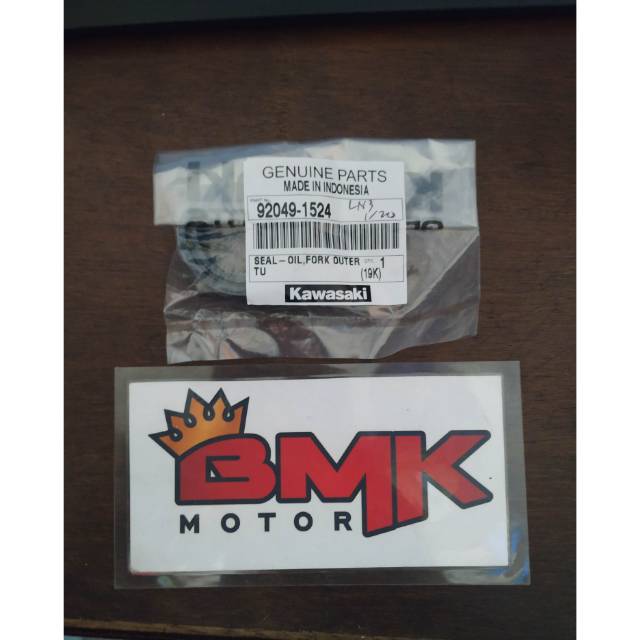 GENUINE PARTS
MADE IN INDONESIA
92049-1524
SEAL-OIL,FORK OUTER 1
TU (19K)
Kawasaki
BMK
MOTOR